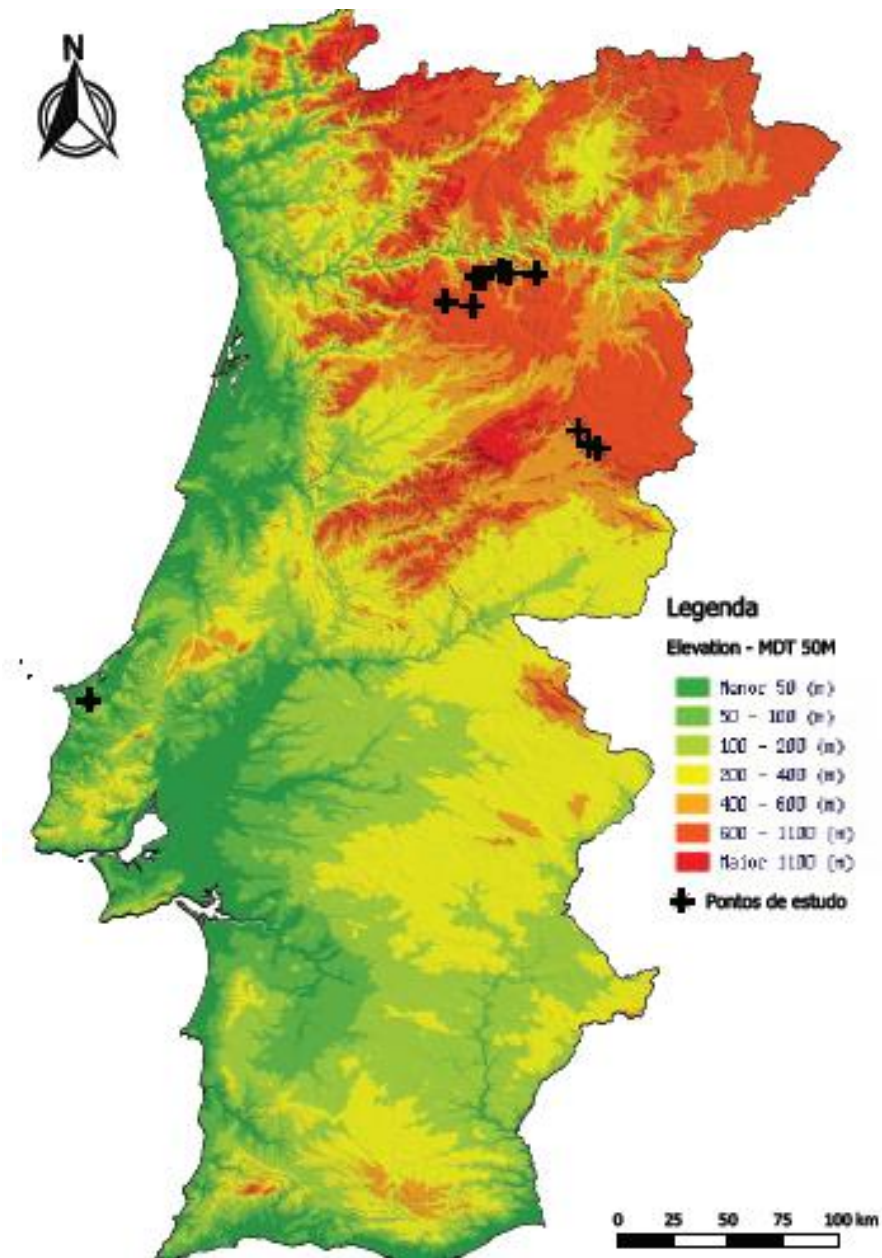 N
Legenda
Elevation - MDT 50M
Menor 50 (m)
50 - 100 (m)
100 - 200 (m)
200 - 400 (m)
400 - 600 (m)
600 - 1100 (m)
Maior 1100 (m)
Pontos de estudo
0 25 50 75 100 km